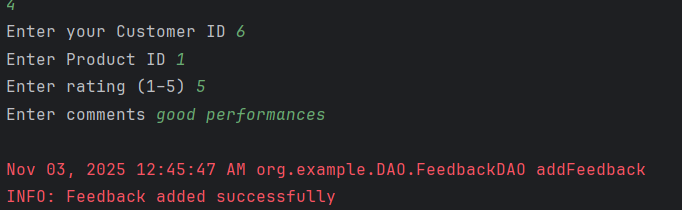 4
Enter your Customer ID 6
Enter Product ID 1
Enter rating (1-5) 5
Enter comments good performances
Nov 03, 2025 12:45:47 AM org.example.DAO.FeedbackDAO addFeedback
INFO: Feedback added successfully